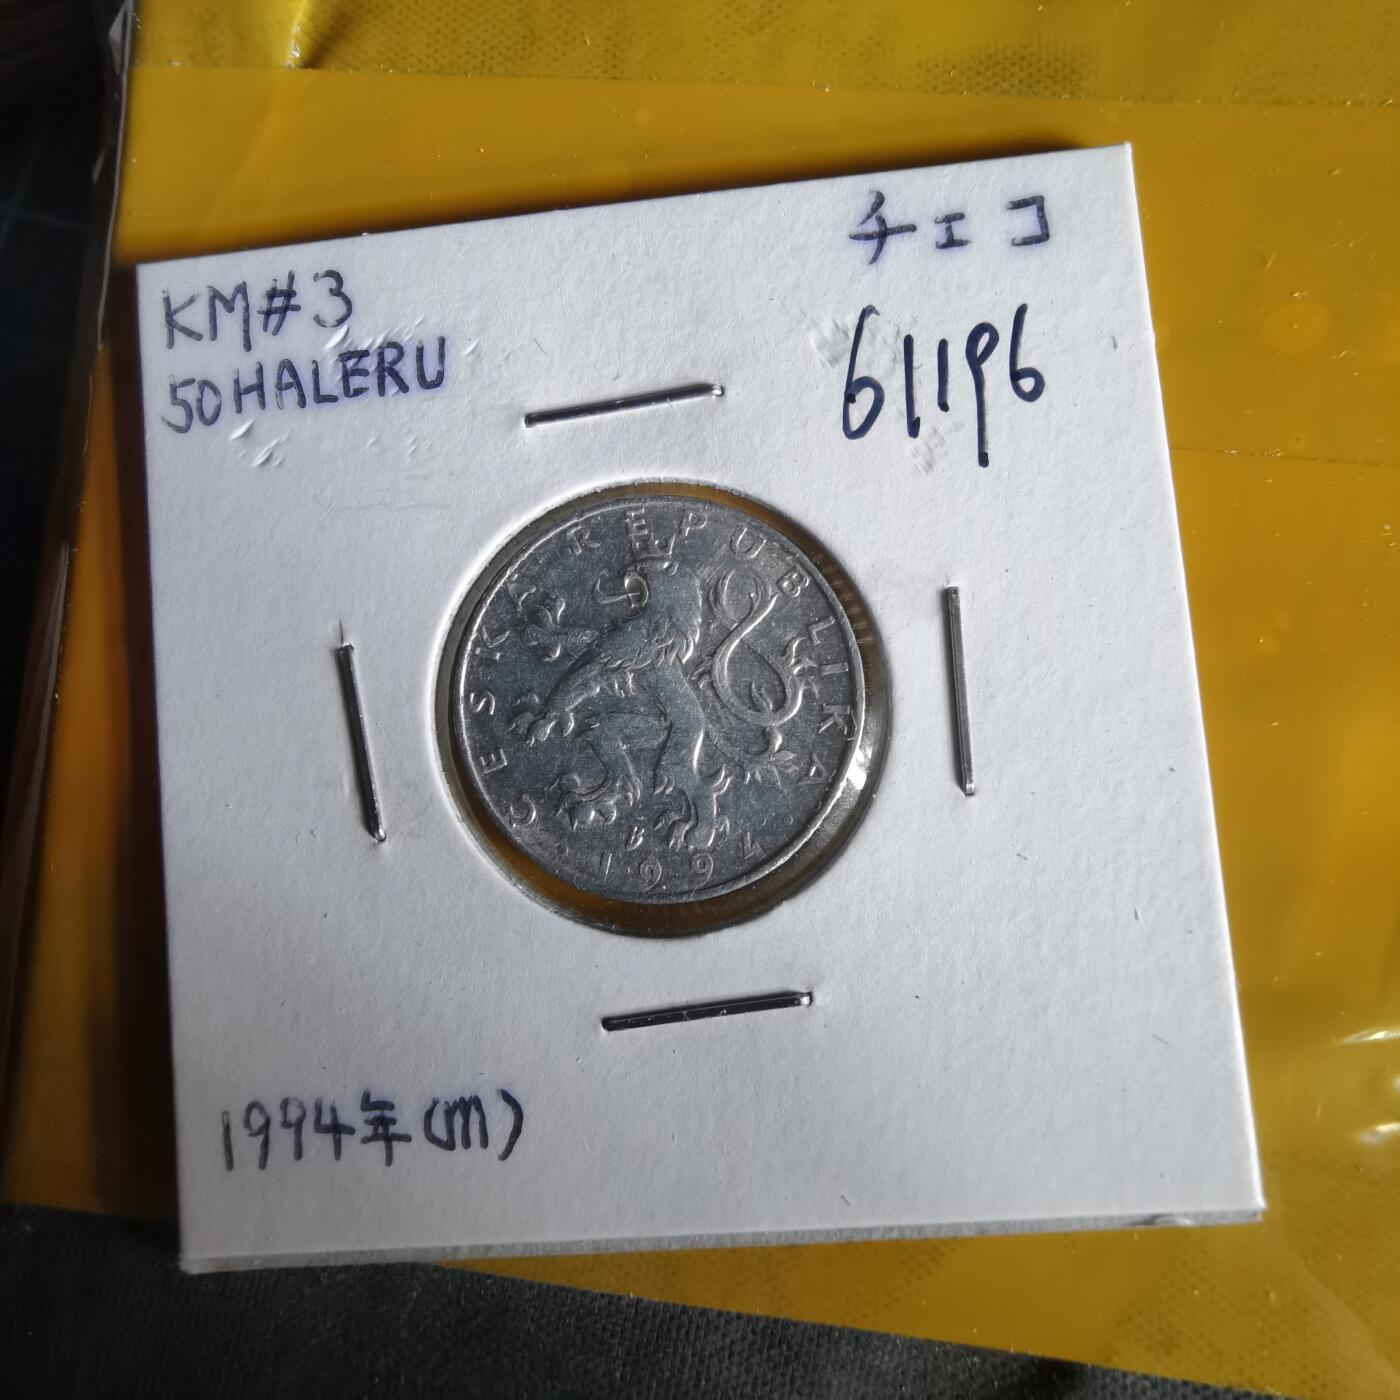 チェコ
KM#3
50HALERU
61196
ČESKÁ REPUBLIKA
b
1994
1994年(m)